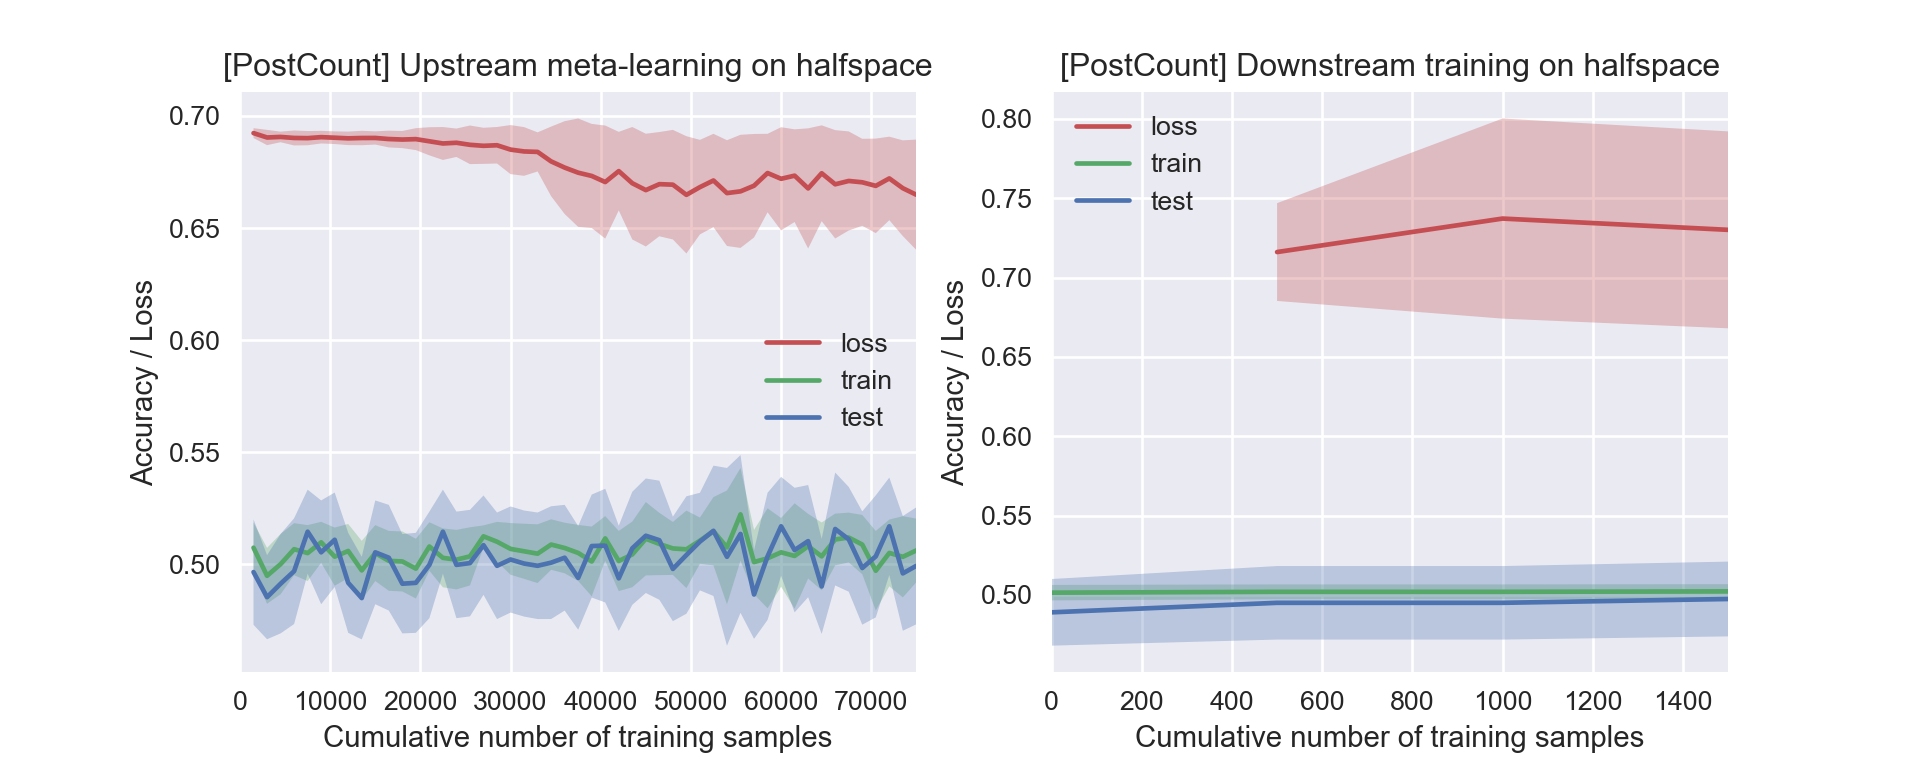 [PostCount] Upstream meta-learning on halfspace
0.70
0.65
0.60
0.55
0.50
Accuracy / Loss
loss
train
test
0 10000 20000 30000 40000 50000 60000 70000
Cumulative number of training samples
[PostCount] Downstream training on halfspace
0.80
0.75
0.70
0.65
0.60
0.55
0.50
Accuracy / Loss
loss
train
test
0 200 400 600 800 1000 1200 1400
Cumulative number of training samples